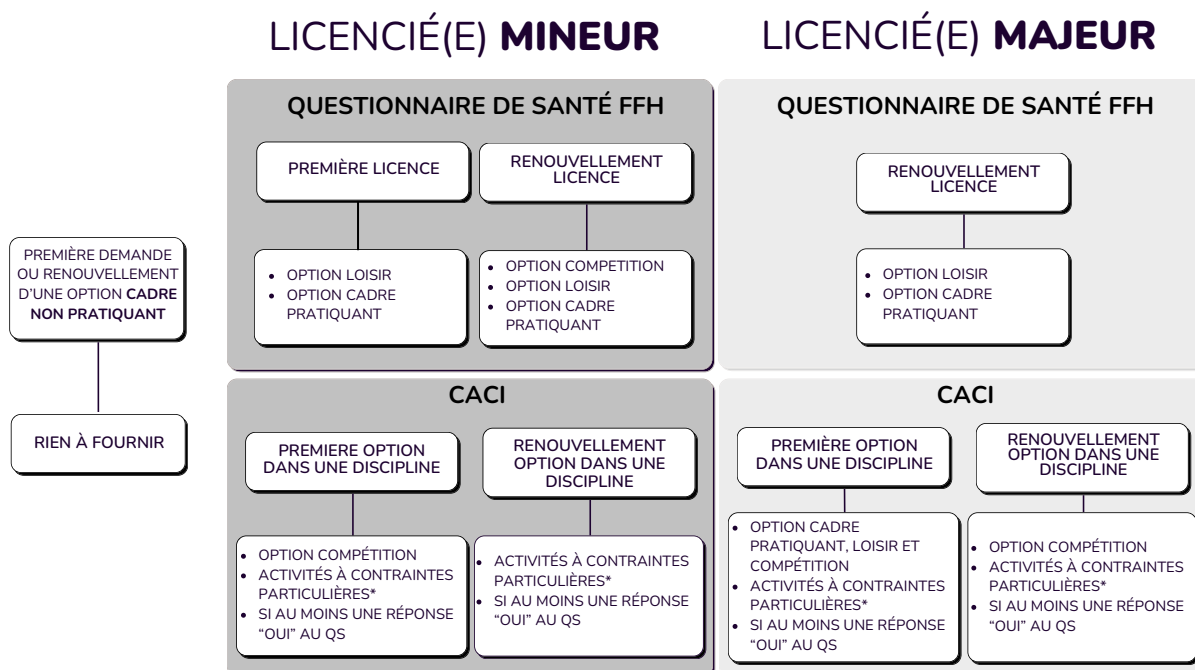 LICENCIÉ(E) MINEUR
LICENCIÉ(E) MAJEUR
PREMIÈRE DEMANDE
OU RENOUVELLEMENT
D'UNE OPTION CADRE
NON PRATIQUANT
RIEN À FOURNIR
QUESTIONNAIRE DE SANTÉ FFH
PREMIÈRE LICENCE
• OPTION LOISIR
• OPTION CADRE
PRATIQUANT
RENOUVELLEMENT
LICENCE
• OPTION COMPETITION
• OPTION LOISIR
• OPTION CADRE
PRATIQUANT
QUESTIONNAIRE DE SANTÉ FFH
RENOUVELLEMENT
LICENCE
• OPTION LOISIR
• OPTION CADRE
PRATIQUANT
CACI
PREMIERE OPTION
DANS UNE DISCIPLINE
• OPTION COMPÉTITION
• ACTIVITÉS À CONTRAINTES
PARTICULIÈRES*
• SI AU MOINS UNE RÉPONSE
“OUI” AU QS
RENOUVELLEMENT
OPTION DANS UNE
DISCIPLINE
• ACTIVITÉS À CONTRAINTES
PARTICULIÈRES*
• SI AU MOINS UNE RÉPONSE
“OUI” AU QS
CACI
PREMIÈRE OPTION
DANS UNE DISCIPLINE
• OPTION CADRE
PRATIQUANT, LOISIR ET
COMPÉTITION
• ACTIVITÉS À CONTRAINTES
PARTICULIÈRES*
• SI AU MOINS UNE RÉPONSE
“OUI” AU QS
RENOUVELLEMENT
OPTION DANS UNE
DISCIPLINE
• OPTION COMPÉTITION
• ACTIVITÉS À CONTRAINTES
PARTICULIÈRES*
• SI AU MOINS UNE RÉPONSE
“OUI” AU QS